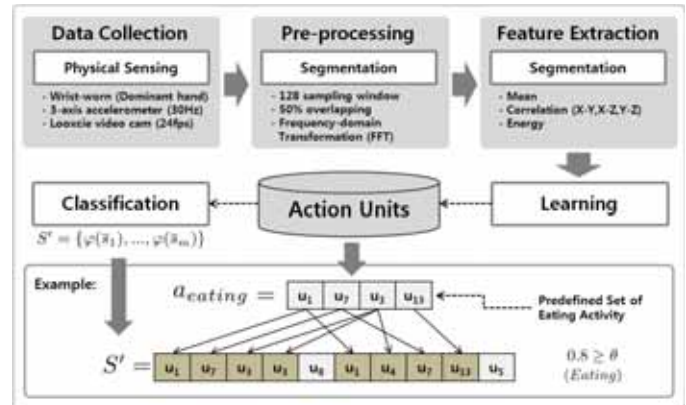 Data Collection
Physical Sensing
- Wrist-worn (Dominant hand)
- 3-axis accelerometer (30Hz)
- Looxcie video cam (24fps)
Pre-processing
Segmentation
- 128 sampling window
- 50% overlapping
- Frequency-domain
Transformation (FFT)
Feature Extraction
Segmentation
- Mean
- Correlation (X-Y,X-Z,Y-Z)
- Energy
Classification
Action Units
Learning
S′ = {φ(s̄₁), ..., φ(s̄ₘ)}
Example:
a_eating = u₁ u₇ u₃ u₁₃
Predefined Set of
Eating Activity
S′ = u₁ u₇ u₃ u₃ u₈ u₁ u₄ u₇ u₁₃ u₅
0.8 ≥ θ
(Eating)